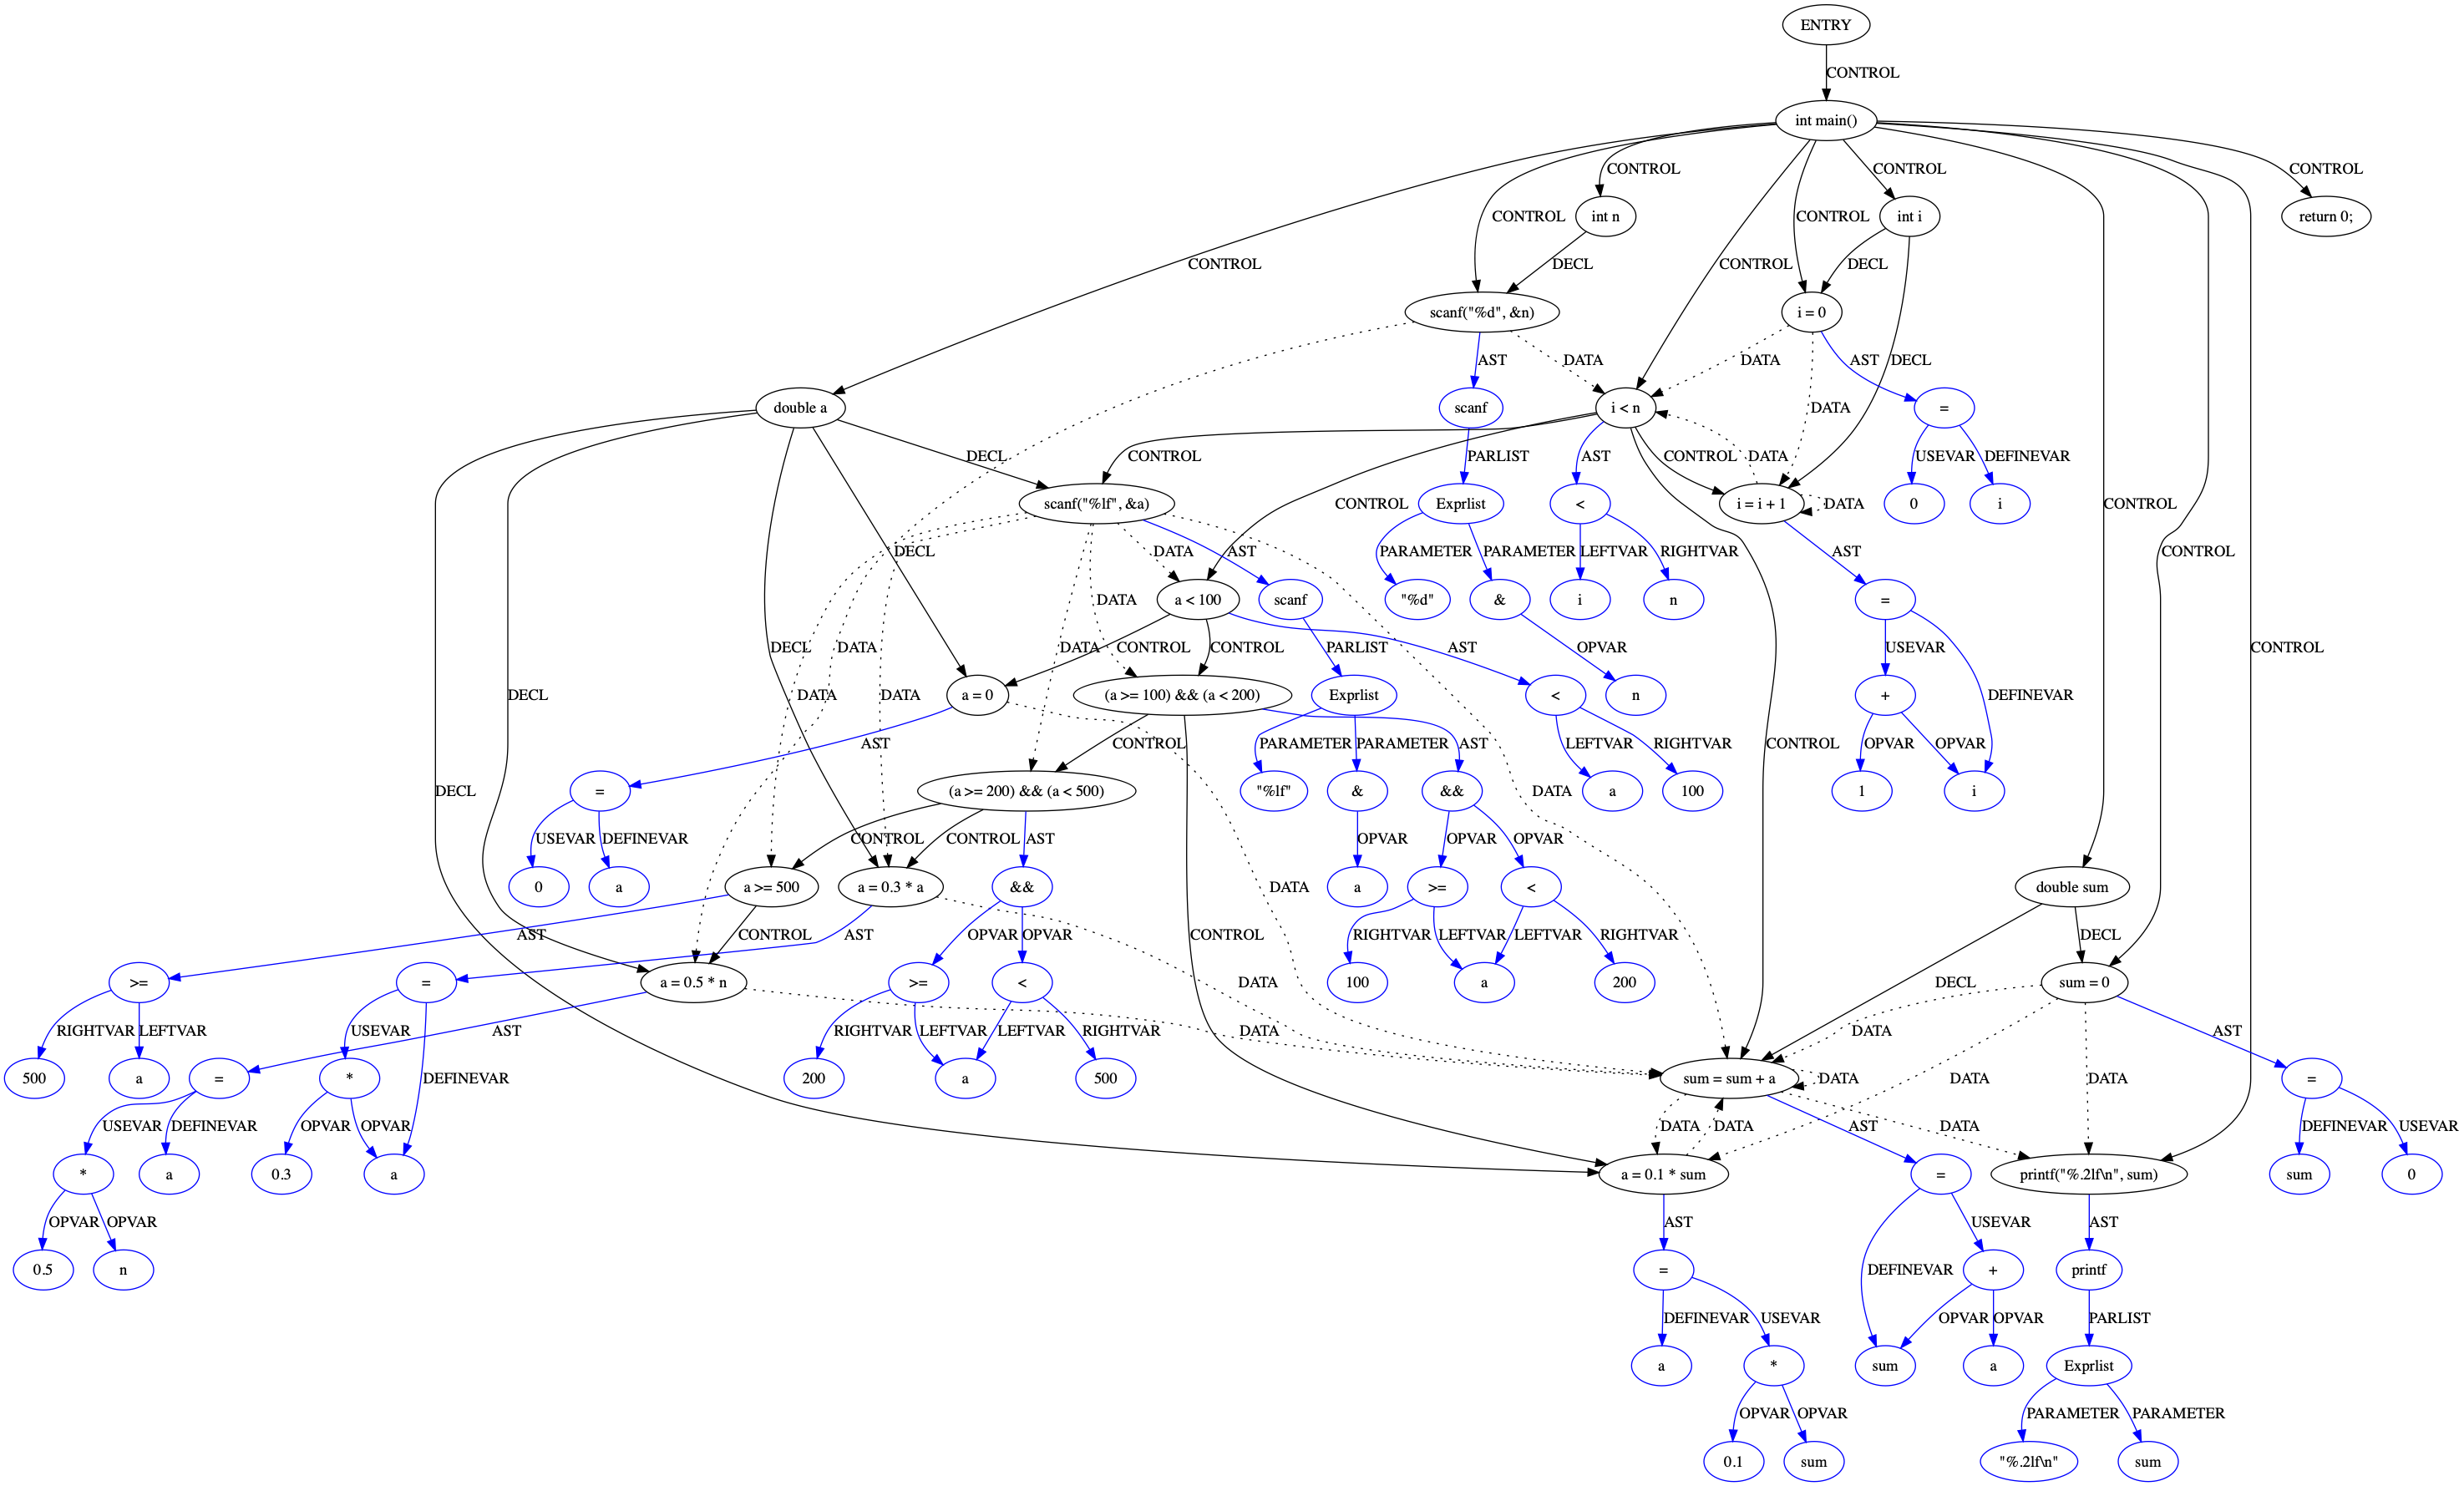 ENTRY
CONTROL
int main()
CONTROL
CONTROL
CONTROL
CONTROL
int n
int i
return 0;
CONTROL
CONTROL
CONTROL
DECL
DECL
scanf("%d", &n)
i = 0
AST
DATA
DATA
AST
DECL
double a
scanf
i < n
=
DATA
DECL
CONTROL
PARLIST
AST
CONTROL
DATA
USEVAR
DEFINEVAR
scanf("%lf", &a)
Exprlist
<
i = i + 1
DATA
0
i
CONTROL
CONTROL
DECL
DATA
AST
PARAMETER
PARAMETER
LEFTVAR
RIGHTVAR
AST
CONTROL
a < 100
scanf
"%d"
&
i
n
=
DATA
DATA
DECL
DATA
DATA
CONTROL
CONTROL
PARLIST
AST
OPVAR
USEVAR
CONTROL
a = 0
(a >= 100) && (a < 200)
Exprlist
<
n
+
DEFINEVAR
DECL
DATA
DATA
AST
CONTROL
PARAMETER
PARAMETER
AST
LEFTVAR
RIGHTVAR
CONTROL
OPVAR
OPVAR
DECL
=
(a >= 200) && (a < 500)
"%lf"
&
&&
DATA
a
100
1
i
USEVAR
DEFINEVAR
CONTROL
CONTROL
AST
OPVAR
OPVAR
OPVAR
0
a
a >= 500
a = 0.3 * a
&&
DATA
a
>=
<
double sum
AST
CONTROL
AST
OPVAR
OPVAR
CONTROL
RIGHTVAR
LEFTVAR
LEFTVAR
RIGHTVAR
DECL
>=
=
a = 0.5 * n
>=
<
DATA
100
a
200
DECL
sum = 0
RIGHTVAR
LEFTVAR
USEVAR
AST
RIGHTVAR
LEFTVAR
LEFTVAR
RIGHTVAR
DATA
DATA
AST
500
a
=
*
DEFINEVAR
200
a
500
sum = sum + a
DATA
DATA
DATA
=
USEVAR
DEFINEVAR
OPVAR
OPVAR
DATA
DATA
AST
DATA
DEFINEVAR
USEVAR
*
a
0.3
a
a = 0.1 * sum
=
printf("%.2lf\n", sum)
sum
0
OPVAR
OPVAR
AST
USEVAR
AST
0.5
n
=
DEFINEVAR
+
printf
DEFINEVAR
USEVAR
OPVAR
OPVAR
PARLIST
a
*
sum
a
Exprlist
OPVAR
OPVAR
PARAMETER
PARAMETER
0.1
sum
"%.2lf\n"
sum